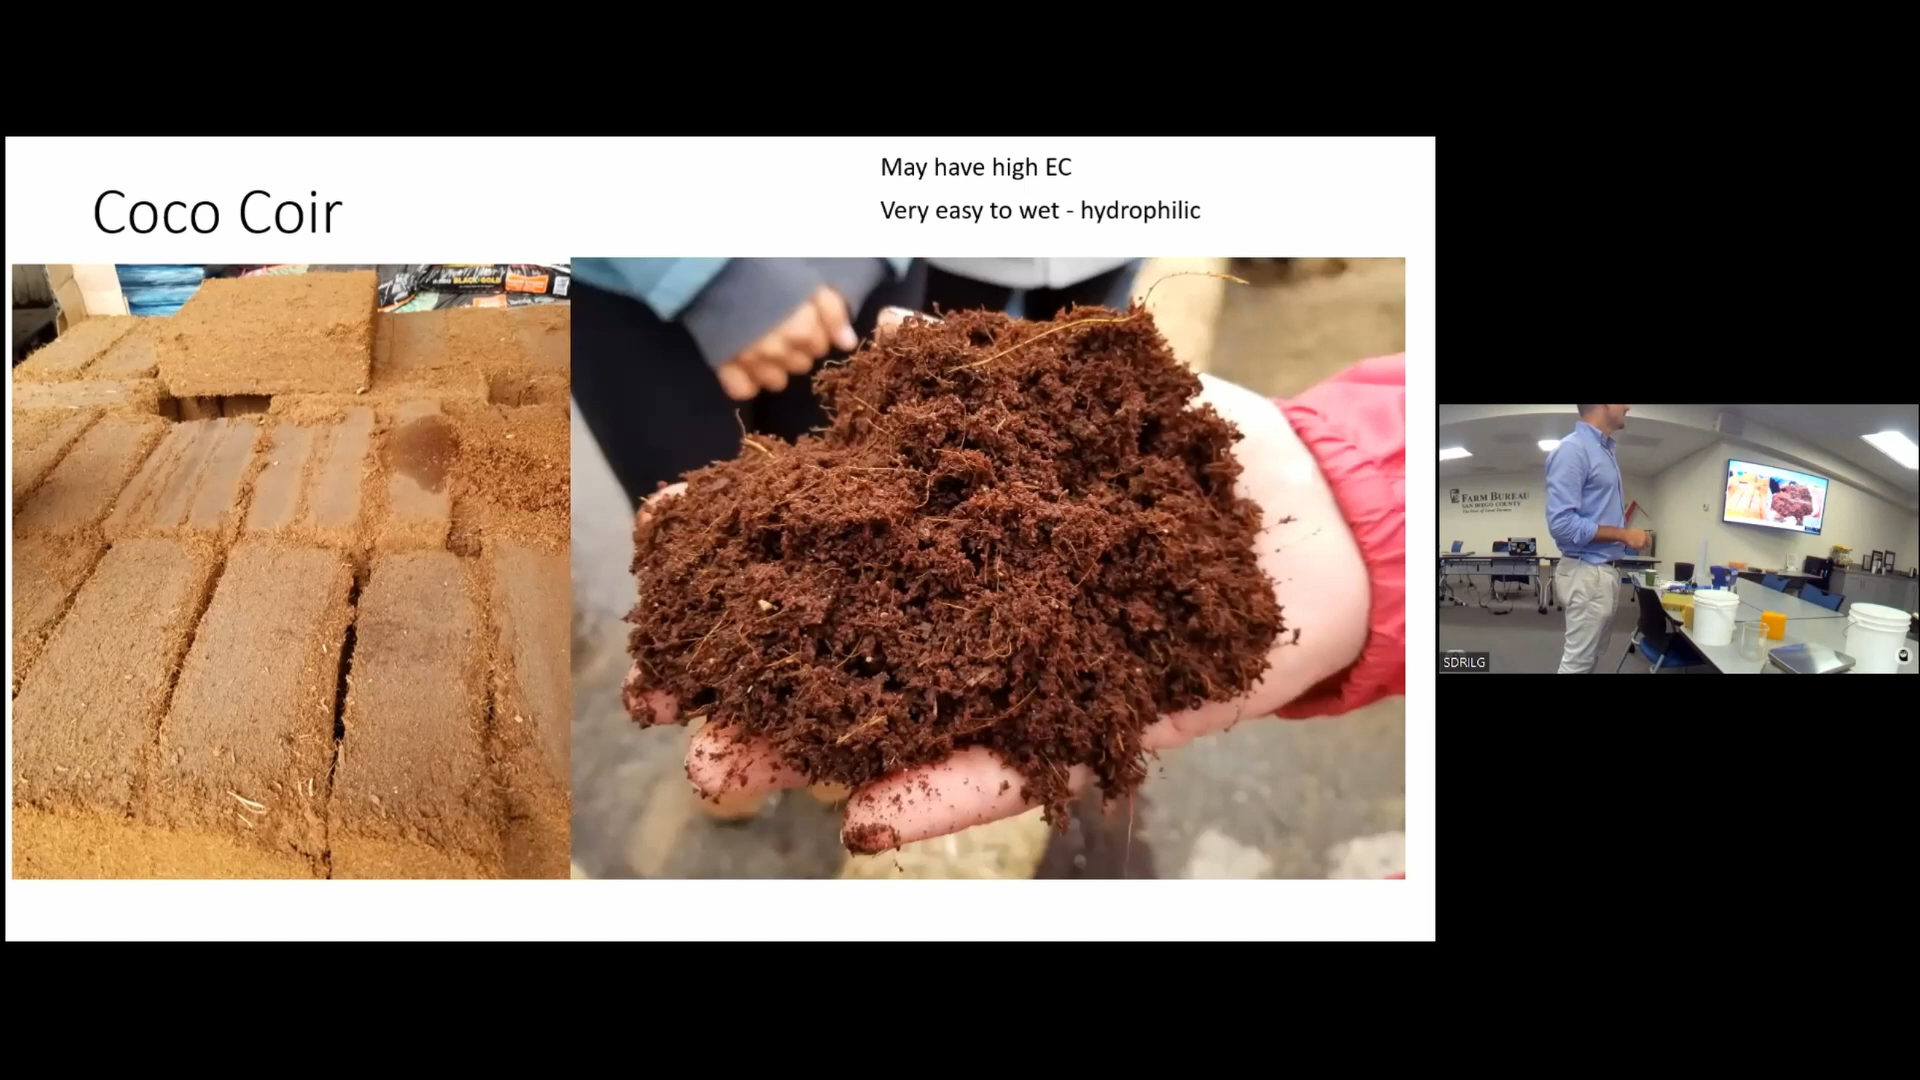 Coco Coir
May have high EC
Very easy to wet - hydrophilic
BLACK GOLD
FARM BUREAU
SAN DIEGO COUNTY
SDRILG